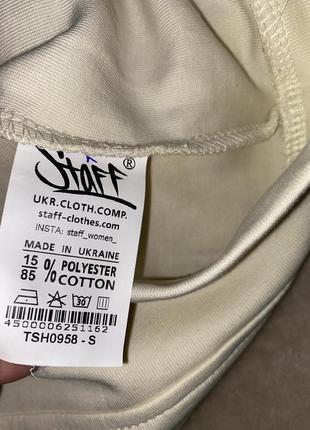 Staff®
UKR.CLOTH.COMP.
staff-clothes.com
INSTA: staff_women_
MADE IN UKRAINE
15 % POLYESTER
85 % COTTON
30
4500006251162
TSH0958 - S